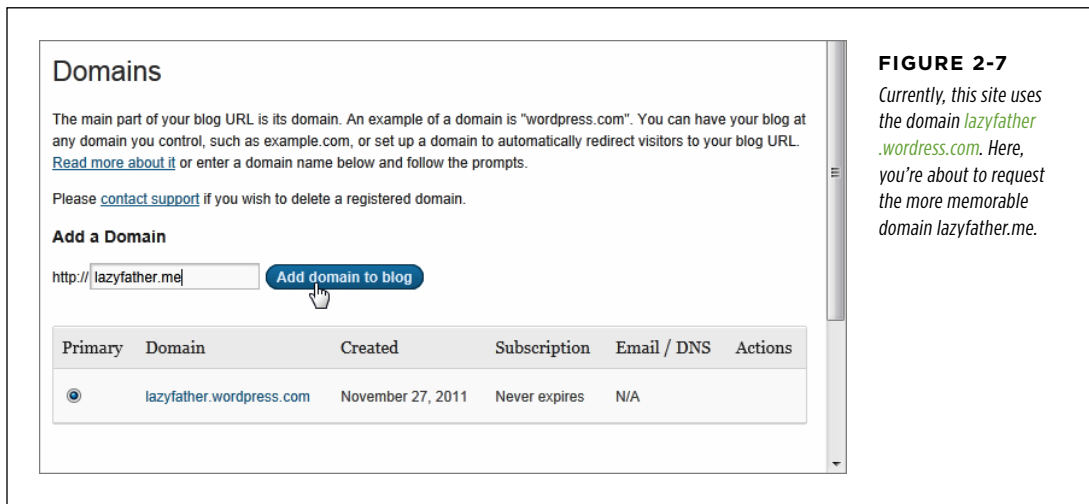 Domains
The main part of your blog URL is its domain. An example of a domain is "wordpress.com". You can have your blog at
any domain you control, such as example.com, or set up a domain to automatically redirect visitors to your blog URL.
Read more about it or enter a domain name below and follow the prompts.
Please contact support if you wish to delete a registered domain.
Add a Domain
http:// lazyfather.me Add domain to blog
Primary Domain Created Subscription Email / DNS Actions
lazyfather.wordpress.com November 27, 2011 Never expires N/A
FIGURE 2-7
Currently, this site uses
the domain lazyfather
.wordress.com. Here,
you're about to request
the more memorable
domain lazyfather.me.